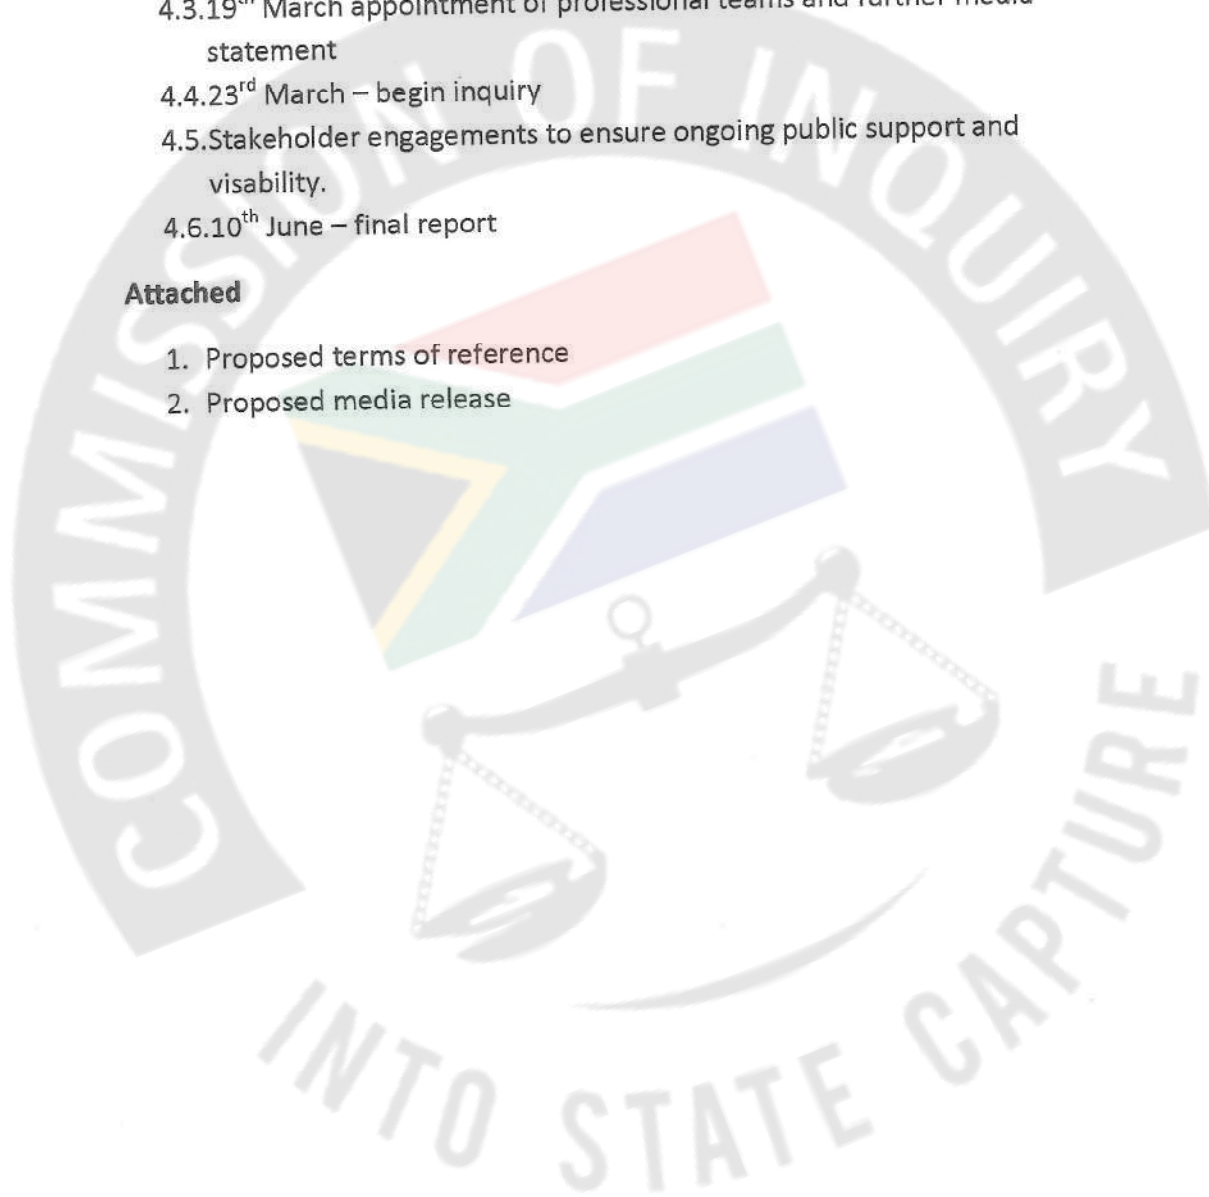 4.3.19th March appointment of professional teams and further media
statement
4.4.23rd March – begin inquiry
4.5.Stakeholder engagements to ensure ongoing public support and
visability.
4.6.10th June – final report
Attached
1. Proposed terms of reference
2. Proposed media release
COMMISSION OF INQUIRY
INTO STATE CAPTURE